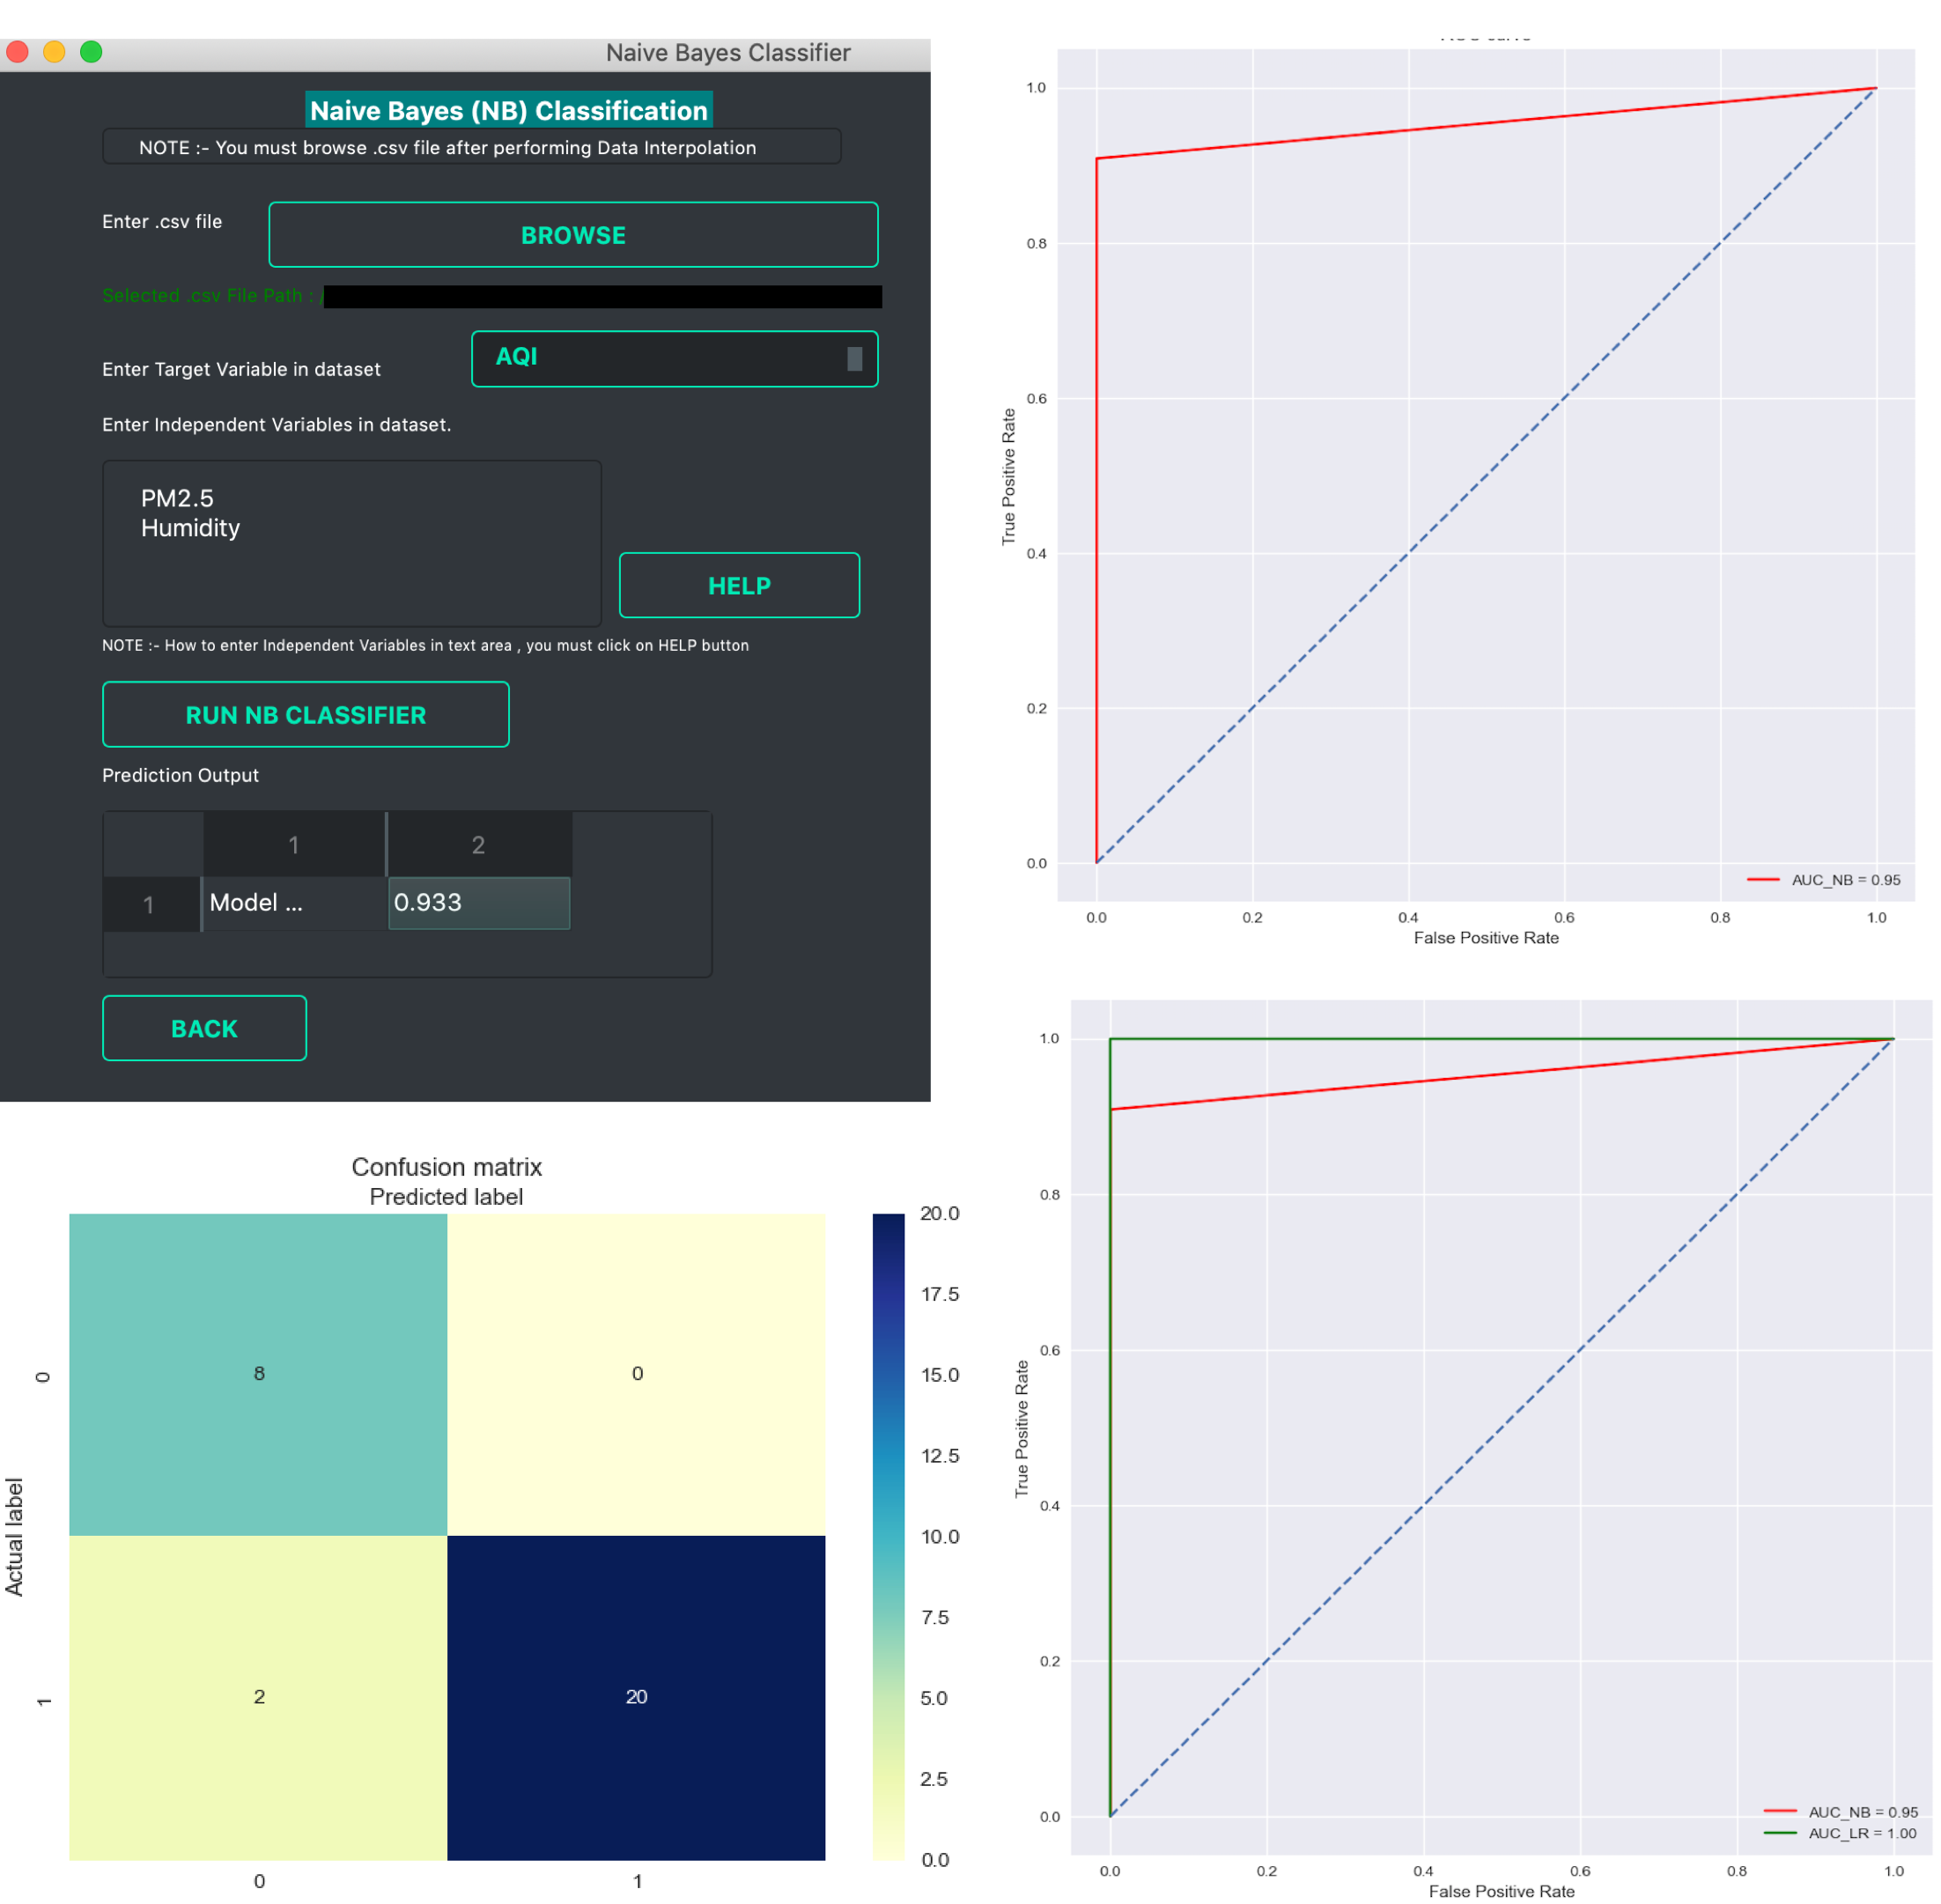 Naive Bayes Classifier
Naive Bayes (NB) Classification
NOTE :- You must browse .csv file after performing Data Interpolation
Enter .csv file
BROWSE
Selected .csv File Path : /
Enter Target Variable in dataset
AQI
Enter Independent Variables in dataset.
PM2.5
Humidity
HELP
NOTE :- How to enter Independent Variables in text area , you must click on HELP button
RUN NB CLASSIFIER
Prediction Output
1 2
1 Model ... 0.933
BACK
1.0
0.8
0.6
0.4
0.2
0.0
True Positive Rate
AUC_NB = 0.95
0.0 0.2 0.4 0.6 0.8 1.0
False Positive Rate
Confusion matrix
Predicted label
Actual label
0
1
8 0
2 20
0 1
20.0
17.5
15.0
12.5
10.0
7.5
5.0
2.5
0.0
1.0
0.8
0.6
0.4
0.2
0.0
True Positive Rate
AUC_NB = 0.95
AUC_LR = 1.00
0.0 0.2 0.4 0.6 0.8 1.0
False Positive Rate